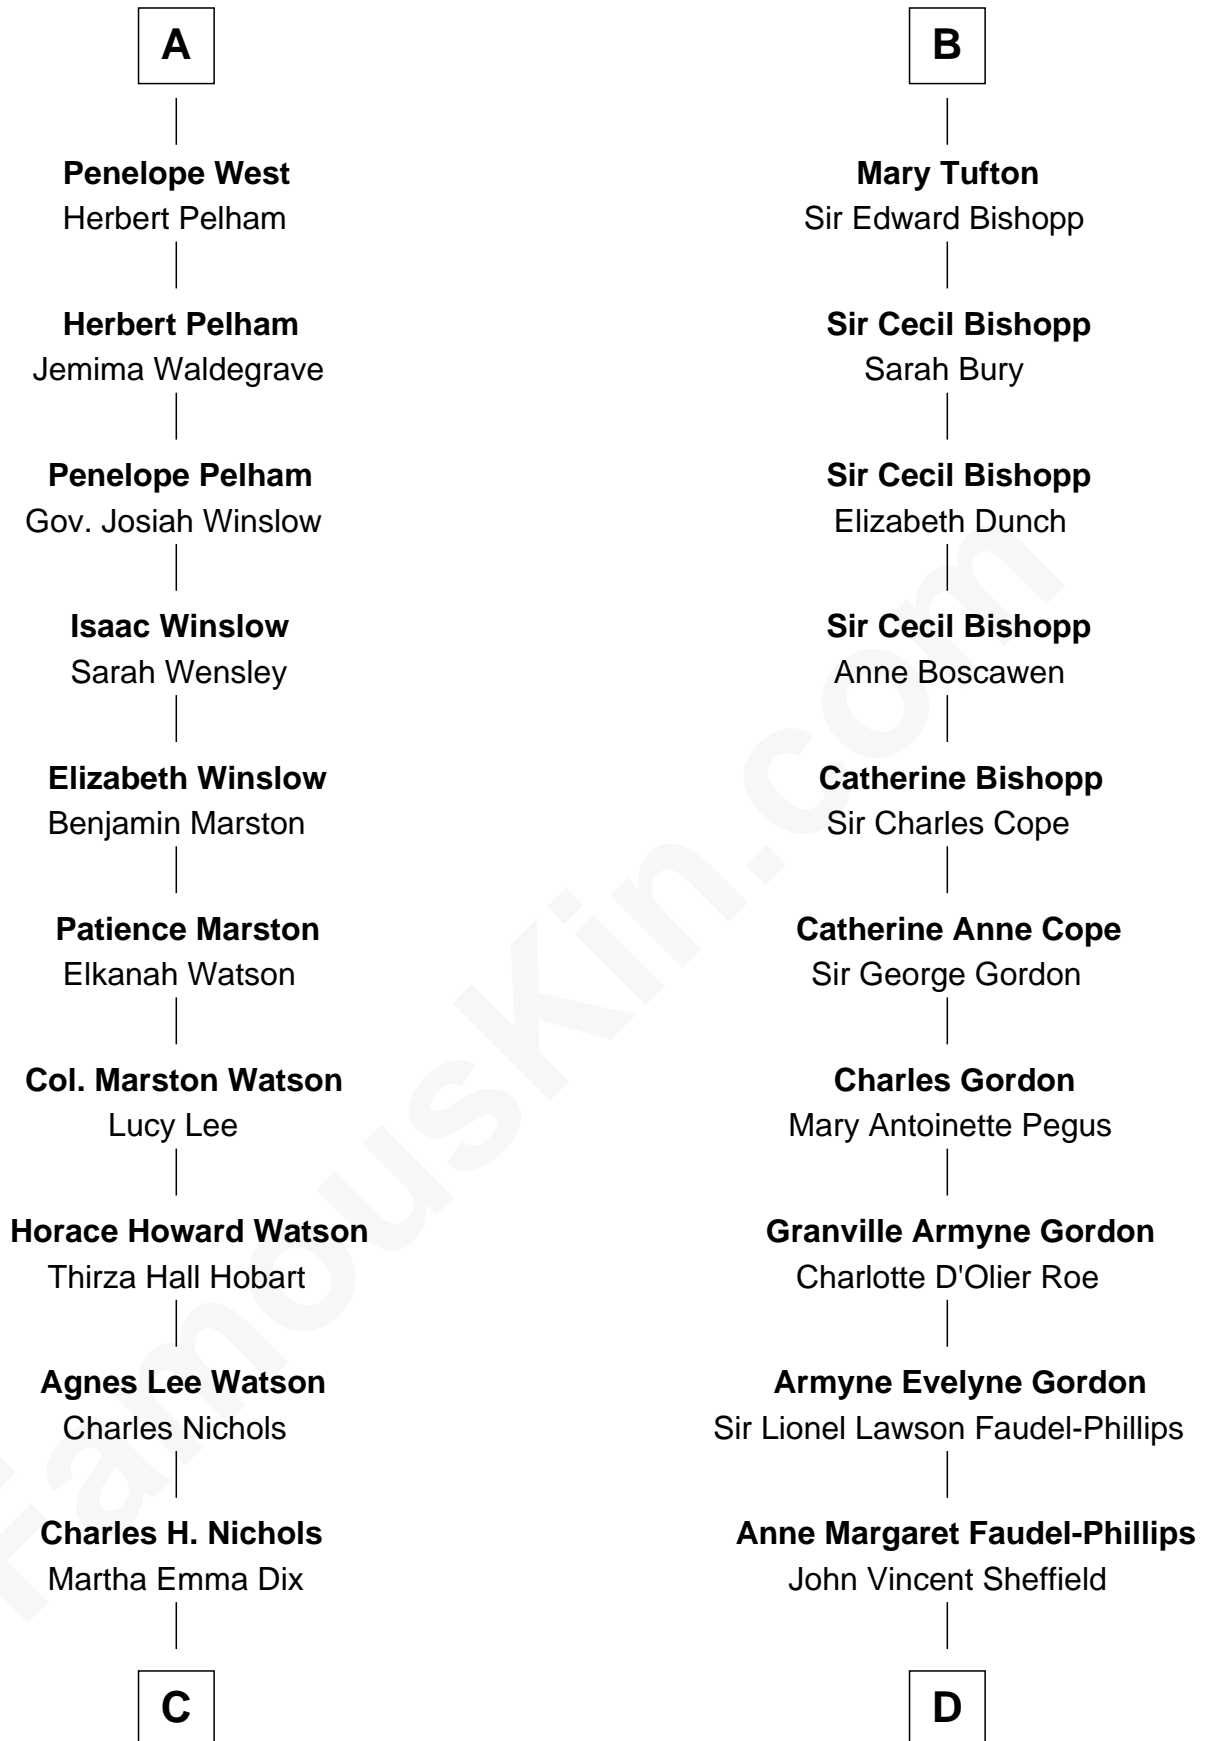 A
Penelope West
Herbert Pelham
Herbert Pelham
Jemima Waldegrave
Penelope Pelham
Gov. Josiah Winslow
Isaac Winslow
Sarah Wensley
Elizabeth Winslow
Benjamin Marston
Patience Marston
Elkanah Watson
Col. Marston Watson
Lucy Lee
Horace Howard Watson
Thirza Hall Hobart
Agnes Lee Watson
Charles Nichols
Charles H. Nichols
Martha Emma Dix
C
B
Mary Tufton
Sir Edward Bishopp
Sir Cecil Bishopp
Sarah Bury
Sir Cecil Bishopp
Elizabeth Dunch
Sir Cecil Bishopp
Anne Boscawen
Catherine Bishopp
Sir Charles Cope
Catherine Anne Cope
Sir George Gordon
Charles Gordon
Mary Antoinette Pegus
Granville Armyne Gordon
Charlotte D'Olier Roe
Armyne Evelyne Gordon
Sir Lionel Lawson Faudel-Phillips
Anne Margaret Faudel-Phillips
John Vincent Sheffield
D
FamousKin.com